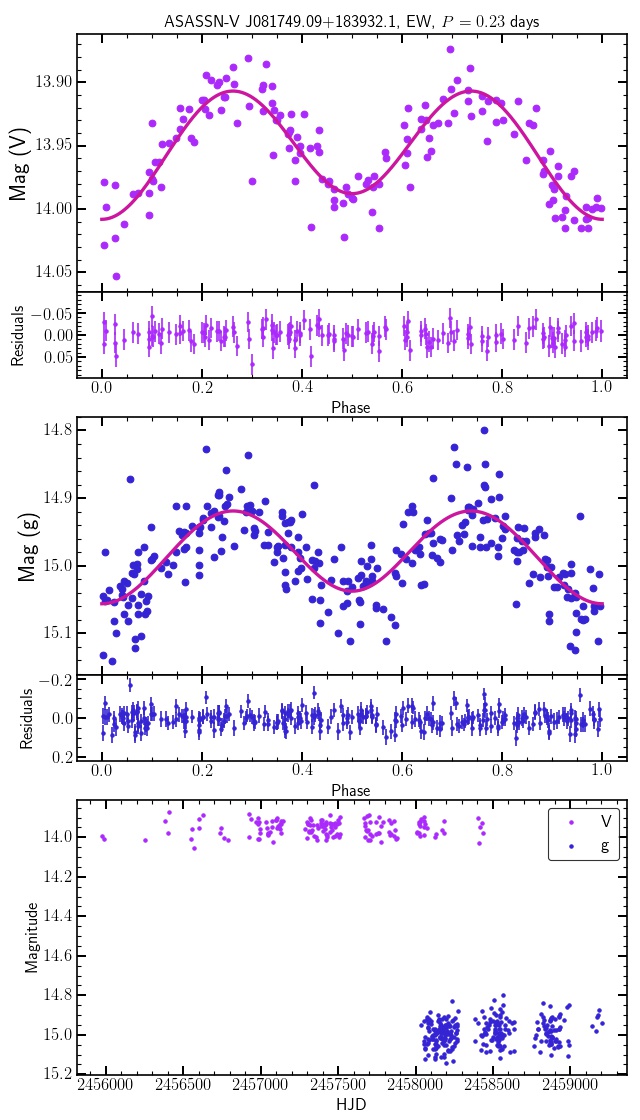 ASASSN-V J081749.09+183932.1, EW, P = 0.23 days
13.90
13.95
14.00
14.05
Mag (V)
−0.05
0.00
0.05
Residuals
0.0 0.2 0.4 0.6 0.8 1.0
Phase
14.8
14.9
15.0
15.1
Mag (g)
−0.2
0.0
0.2
Residuals
0.0 0.2 0.4 0.6 0.8 1.0
Phase
V
g
14.0
14.2
14.4
14.6
14.8
15.0
15.2
Magnitude
2456000 2456500 2457000 2457500 2458000 2458500 2459000
HJD